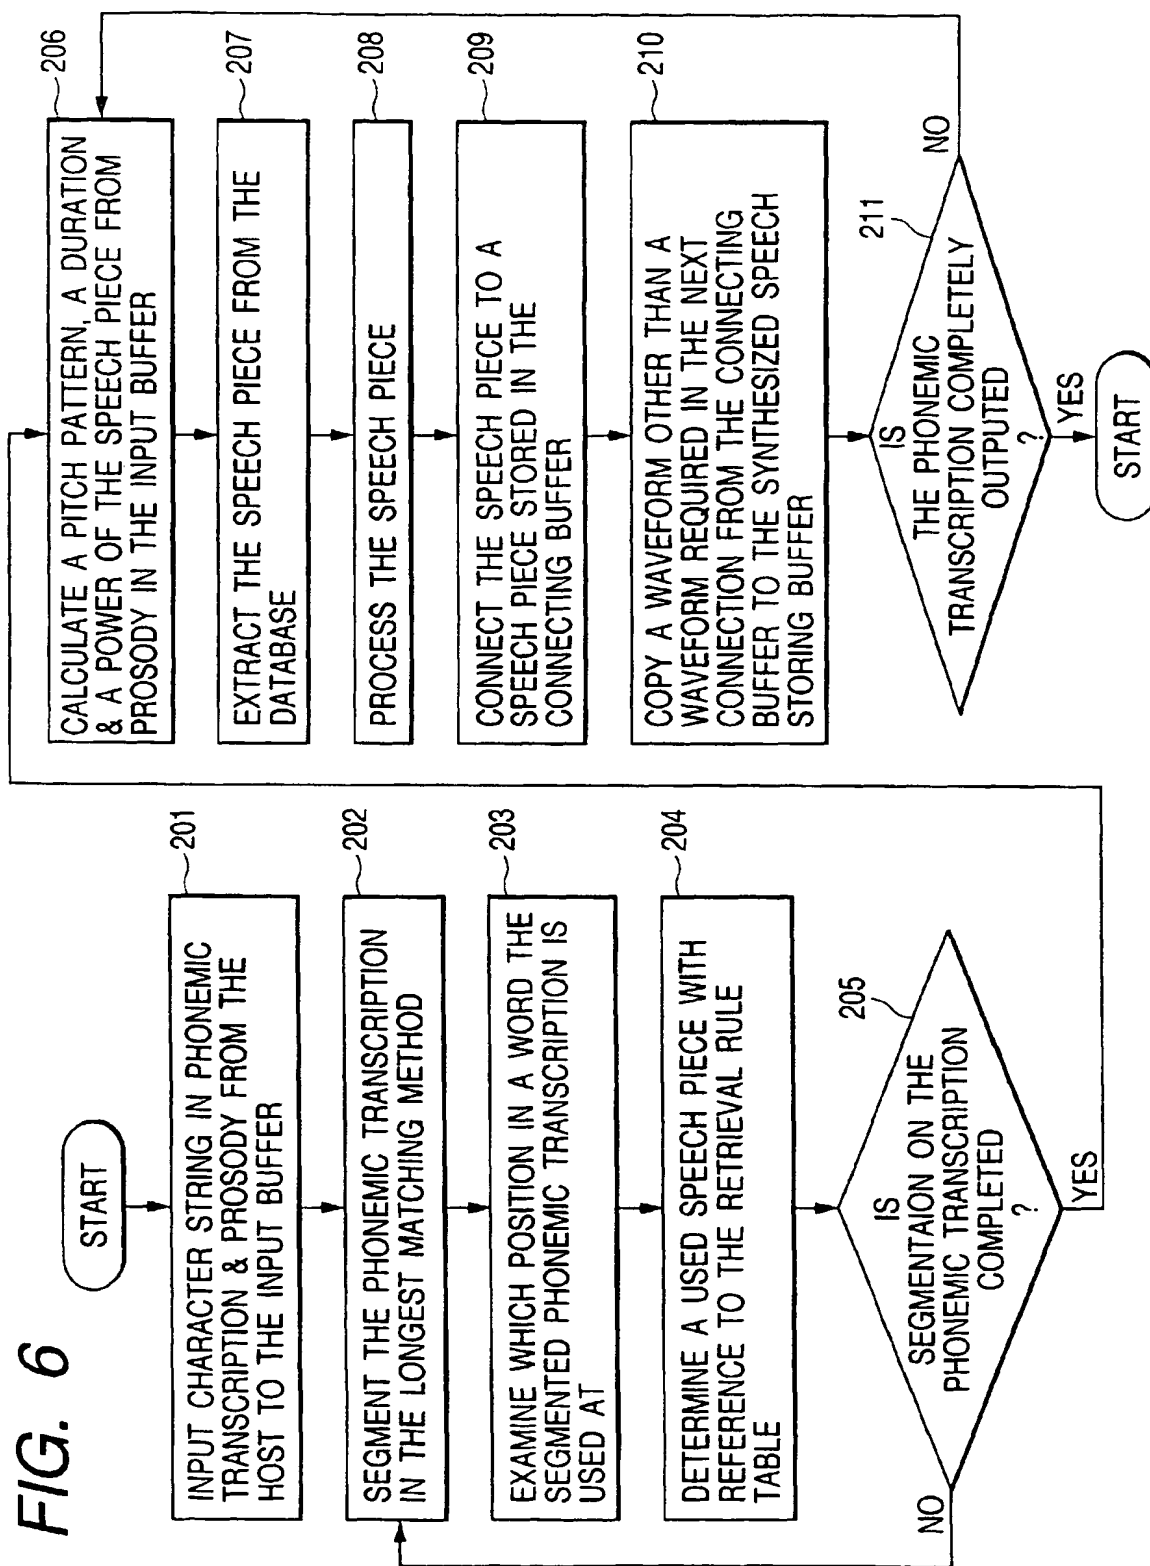 FIG. 6
START
201
INPUT CHARACTER STRING IN PHONEMIC
TRANSCRIPTION & PROSODY FROM THE
HOST TO THE INPUT BUFFER
202
SEGMENT THE PHONEMIC TRANSCRIPTION
IN THE LONGEST MATCHING METHOD
203
EXAMINE WHICH POSITION IN A WORD THE
SEGMENTED PHONEMIC TRANSCRIPTION IS
USED AT
204
DETERMINE A USED SPEECH PIECE WITH
REFERENCE TO THE RETRIEVAL RULE
TABLE
205
IS
SEGMENTAION ON THE
PHONEMIC TRANSCRIPTION
COMPLETED
?
NO
YES
206
CALCULATE A PITCH PATTERN, A DURATION
& A POWER OF THE SPEECH PIECE FROM
PROSODY IN THE INPUT BUFFER
207
EXTRACT THE SPEECH PIECE FROM THE
DATABASE
208
PROCESS THE SPEECH PIECE
209
CONNECT THE SPEECH PIECE TO A
SPEECH PIECE STORED IN THE
CONNECTING BUFFER
210
COPY A WAVEFORM OTHER THAN A
WAVEFORM REQUIRED IN THE NEXT
CONNECTION FROM THE CONNECTING
BUFFER TO THE SYNTHESIZED SPEECH
STORING BUFFER
211
IS
THE PHONEMIC
TRANSCRIPTION COMPLETELY
OUTPUTED
?
NO
YES
START